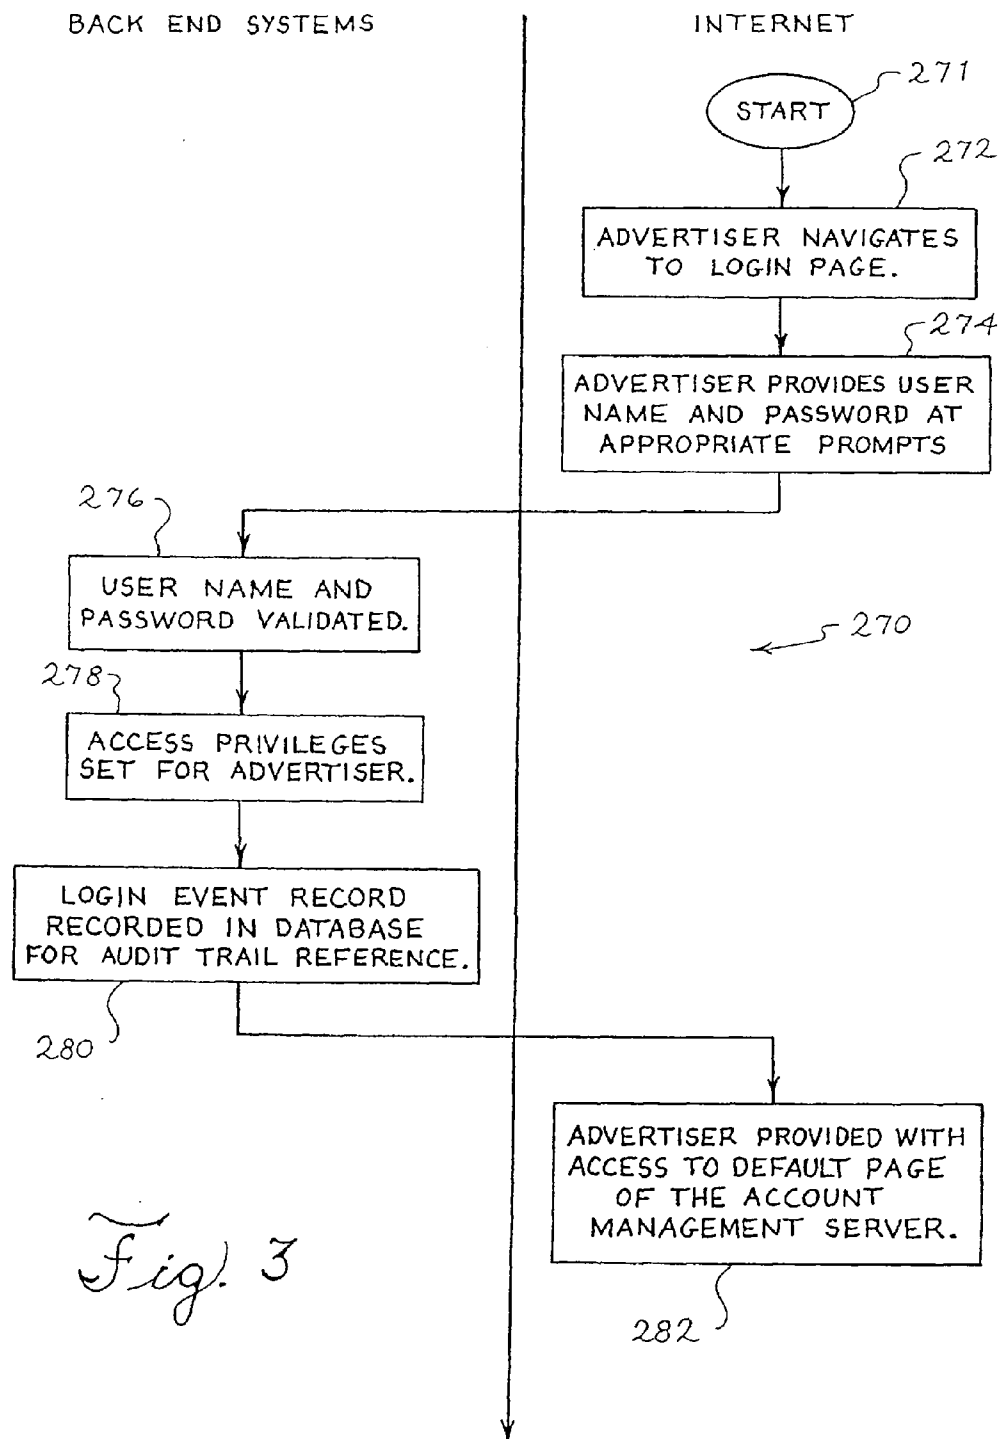 BACK END SYSTEMS
INTERNET
START
271
272
ADVERTISER NAVIGATES
TO LOGIN PAGE.
274
ADVERTISER PROVIDES USER
NAME AND PASSWORD AT
APPROPRIATE PROMPTS
276
USER NAME AND
PASSWORD VALIDATED.
270
278
ACCESS PRIVILEGES
SET FOR ADVERTISER.
LOGIN EVENT RECORD
RECORDED IN DATABASE
FOR AUDIT TRAIL REFERENCE.
280
ADVERTISER PROVIDED WITH
ACCESS TO DEFAULT PAGE
OF THE ACCOUNT
MANAGEMENT SERVER.
282
Fig. 3